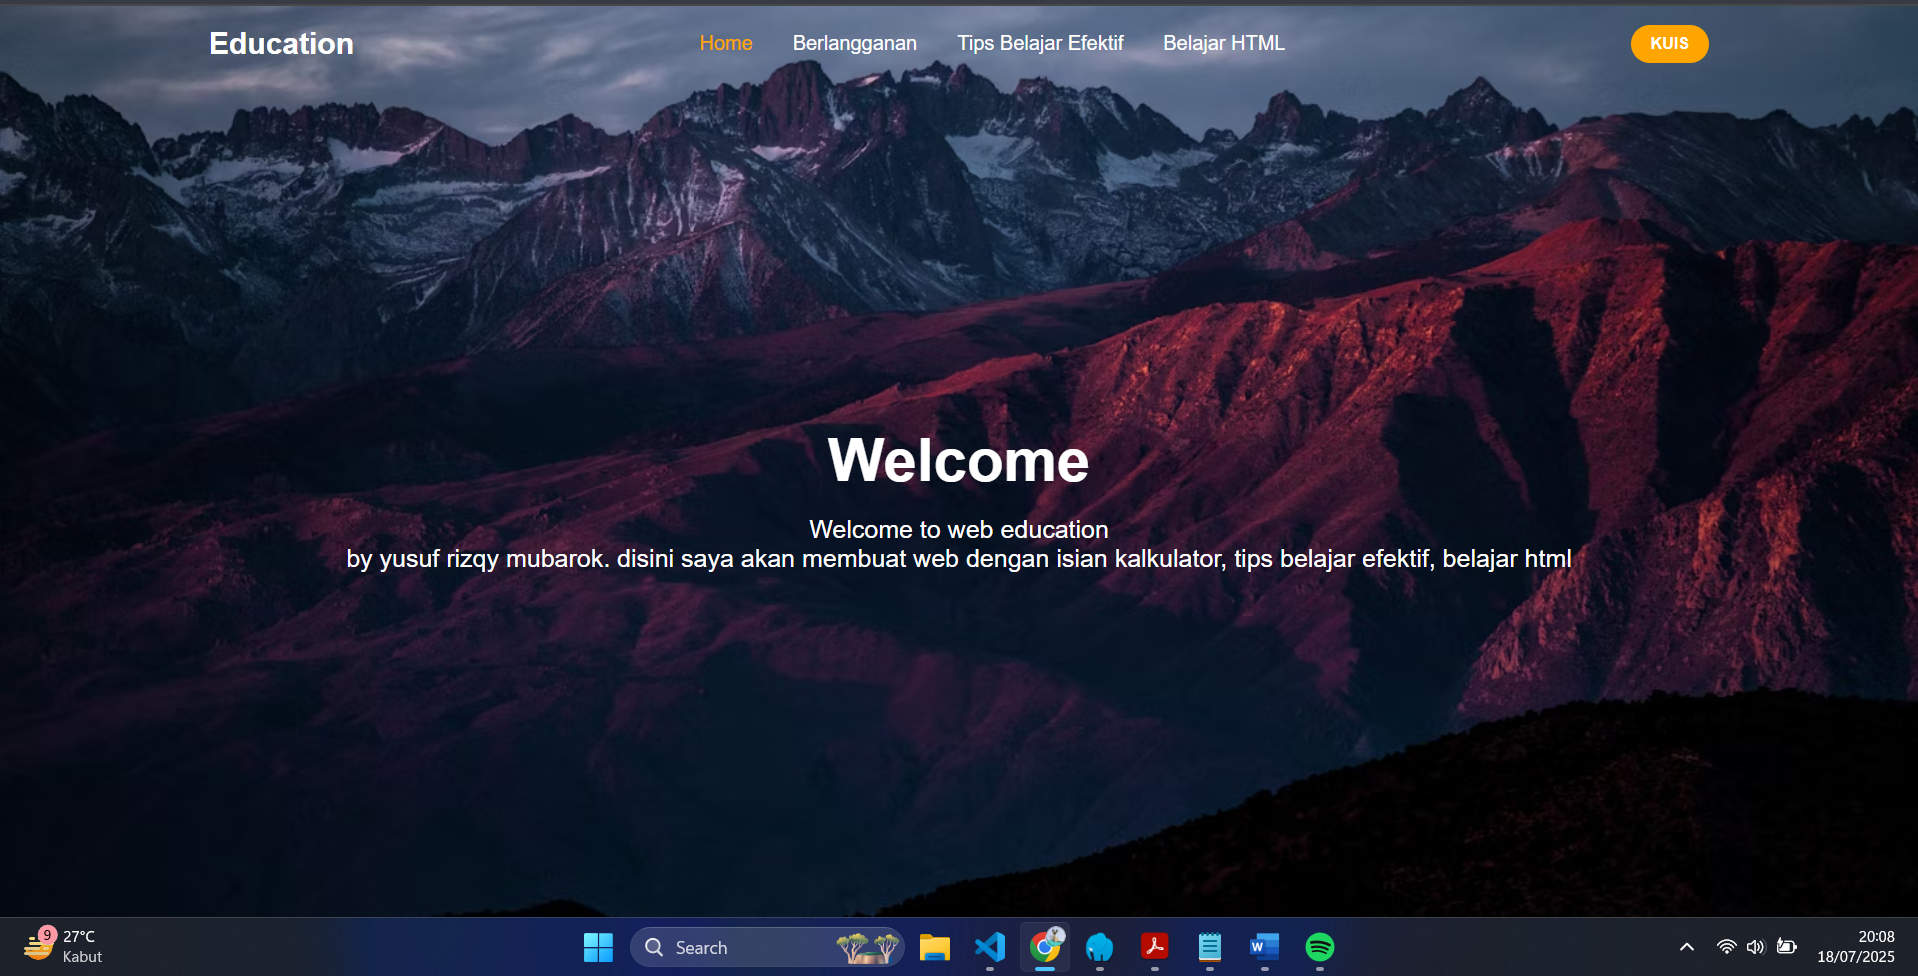 Education
Home Berlangganan Tips Belajar Efektif Belajar HTML
KUIS
Welcome
Welcome to web education
by yusuf rizqy mubarok. disini saya akan membuat web dengan isian kalkulator, tips belajar efektif, belajar html
9
27°C
Kabut
Search
W
20:08
18/07/2025